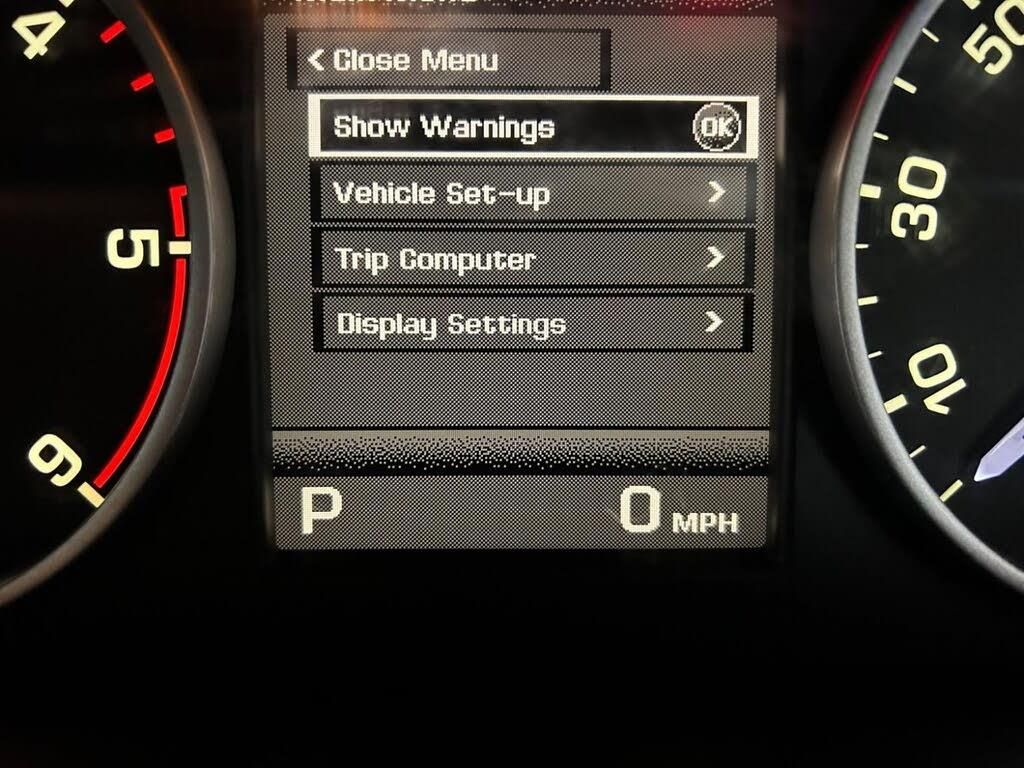 < Close Menu
Show Warnings OK
Vehicle Set-up >
Trip Computer >
Display Settings >
P 0 MPH
4
5
6
50
30
10